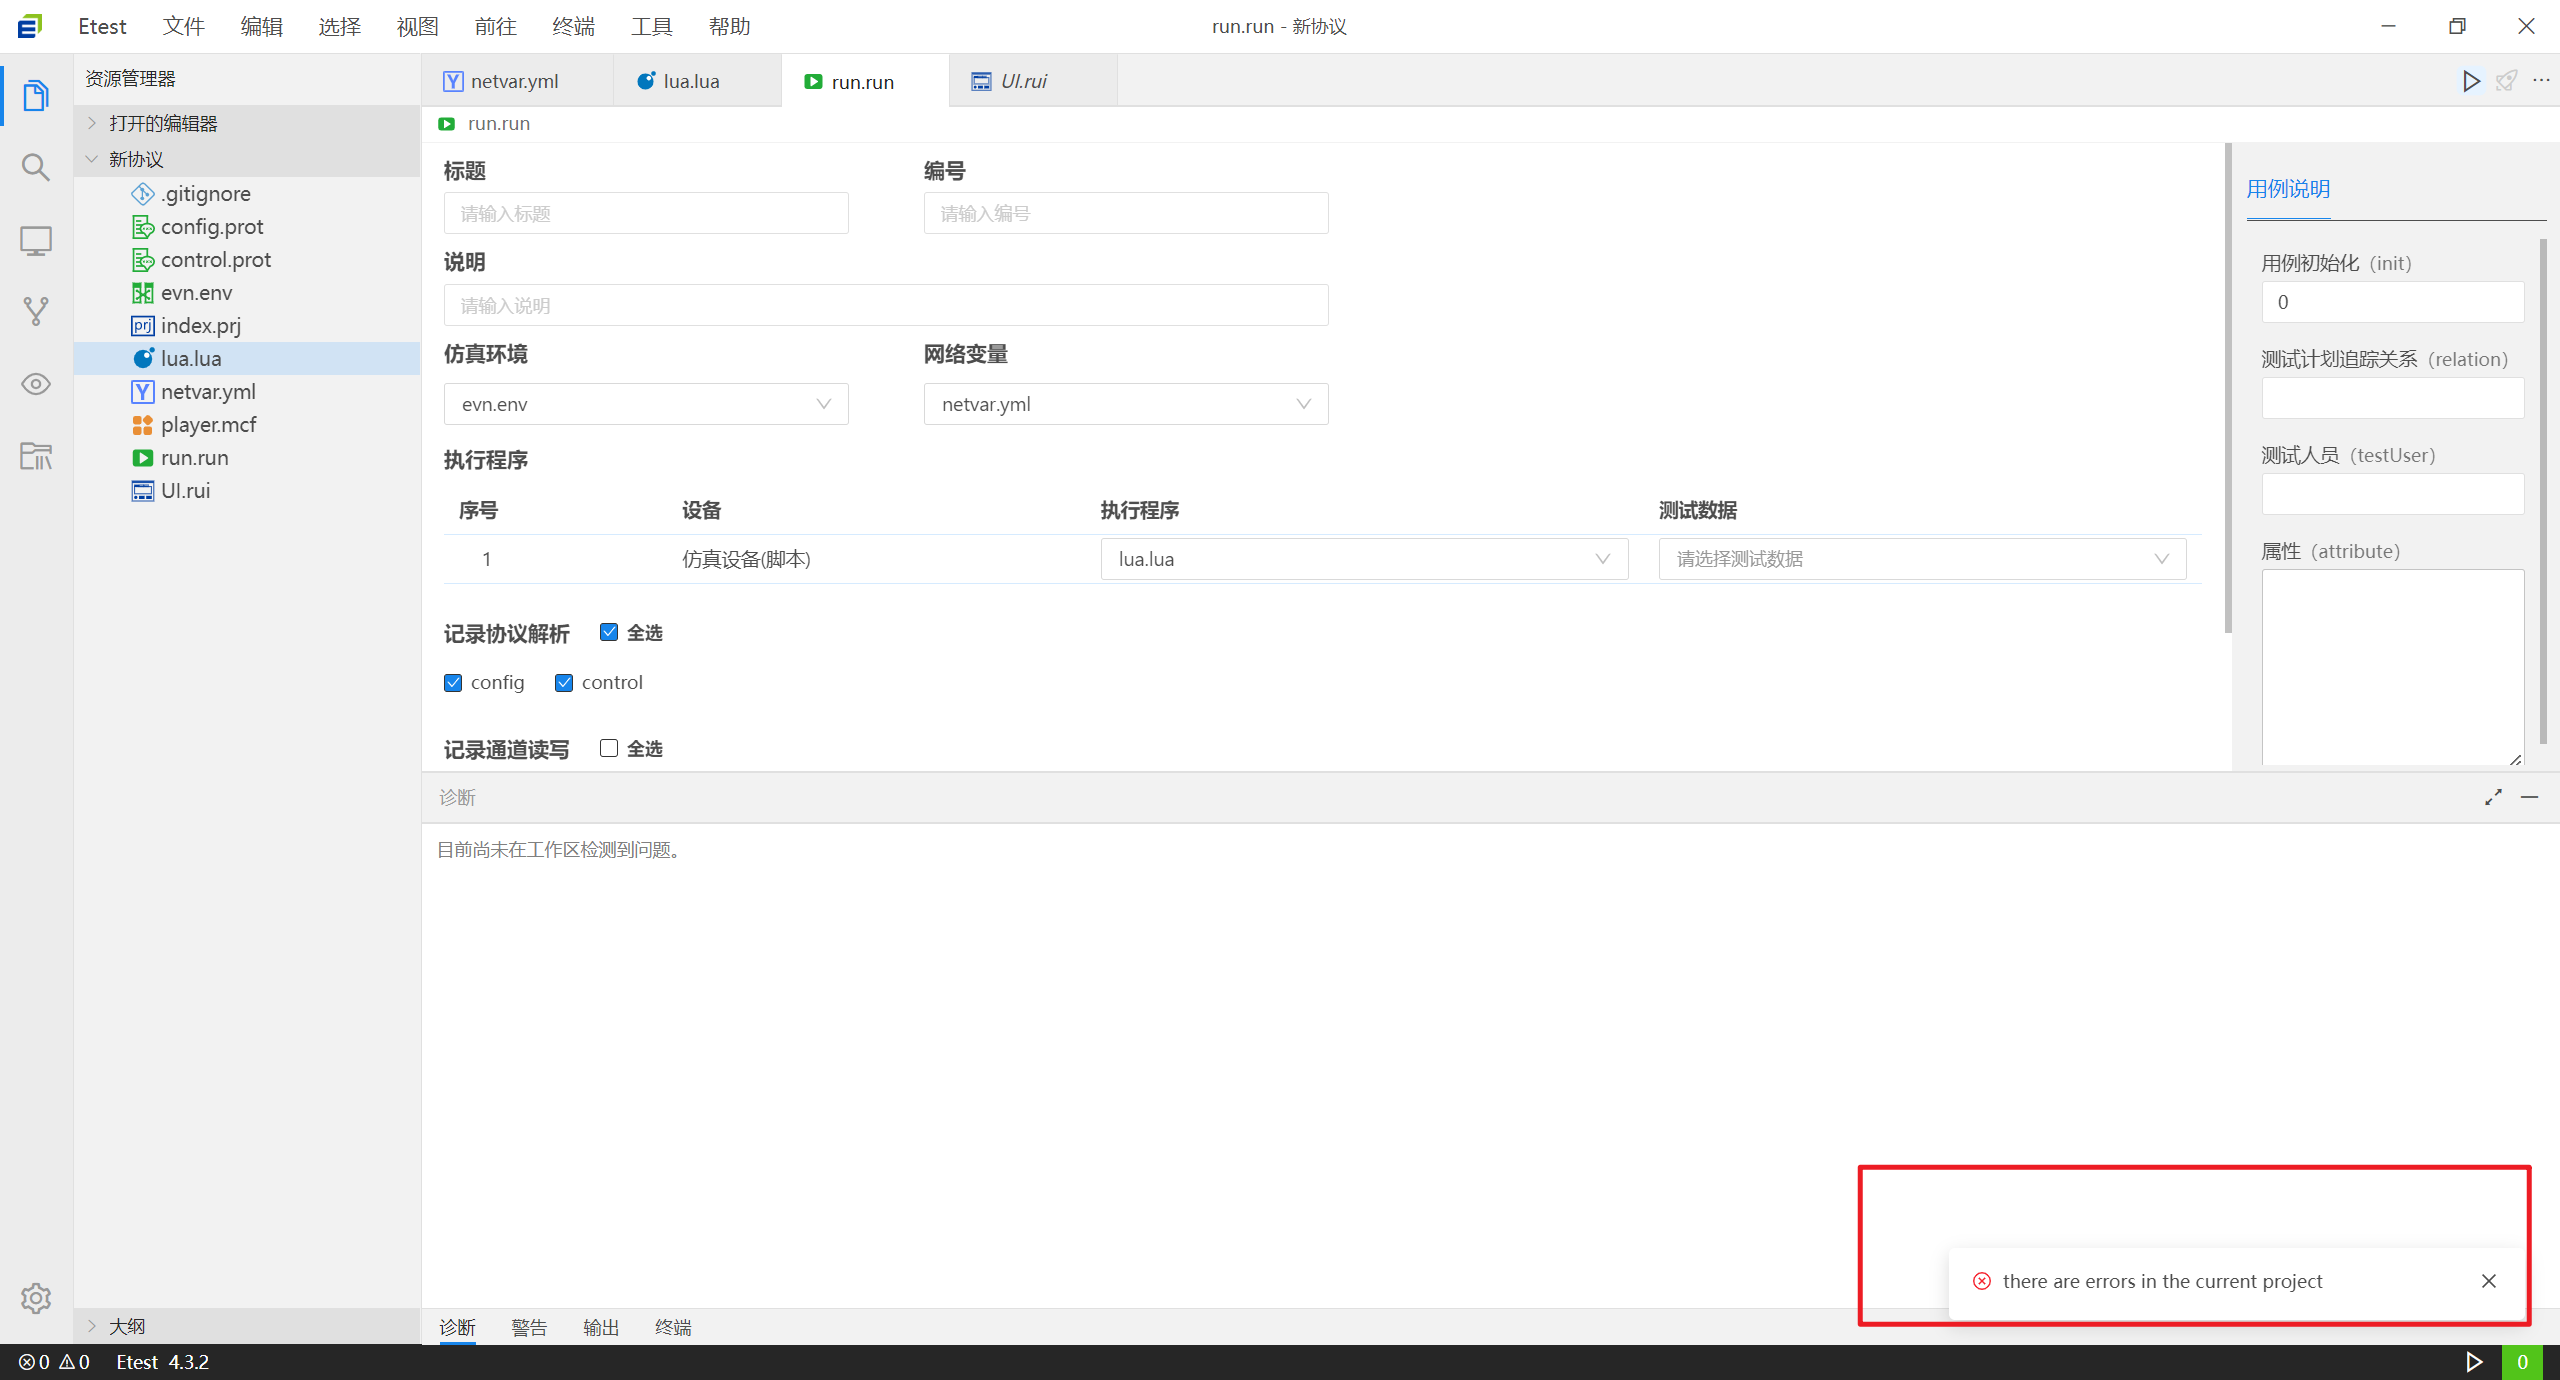 Etest 文件 编辑 选择 视图 前往 终端 工具 帮助
run.run - 新协议
资源管理器
打开的编辑器
新协议
.gitignore
config.prot
control.prot
evn.env
index.prj
lua.lua
netvar.yml
player.mcf
run.run
UI.rui
大纲
netvar.yml
lua.lua
run.run
UI.rui
run.run
标题 编号
请输入标题 请输入编号
说明
请输入说明
仿真环境 网络变量
evn.env netvar.yml
执行程序
序号 设备 执行程序 测试数据
1 仿真设备(脚本) lua.lua 请选择测试数据
记录协议解析 全选
config control
记录通道读写 全选
用例说明
用例初始化（init）
0
测试计划追踪关系（relation）
测试人员（testUser）
属性（attribute）
诊断
目前尚未在工作区检测到问题。
there are errors in the current project
诊断 警告 输出 终端
0 0 Etest 4.3.2
0